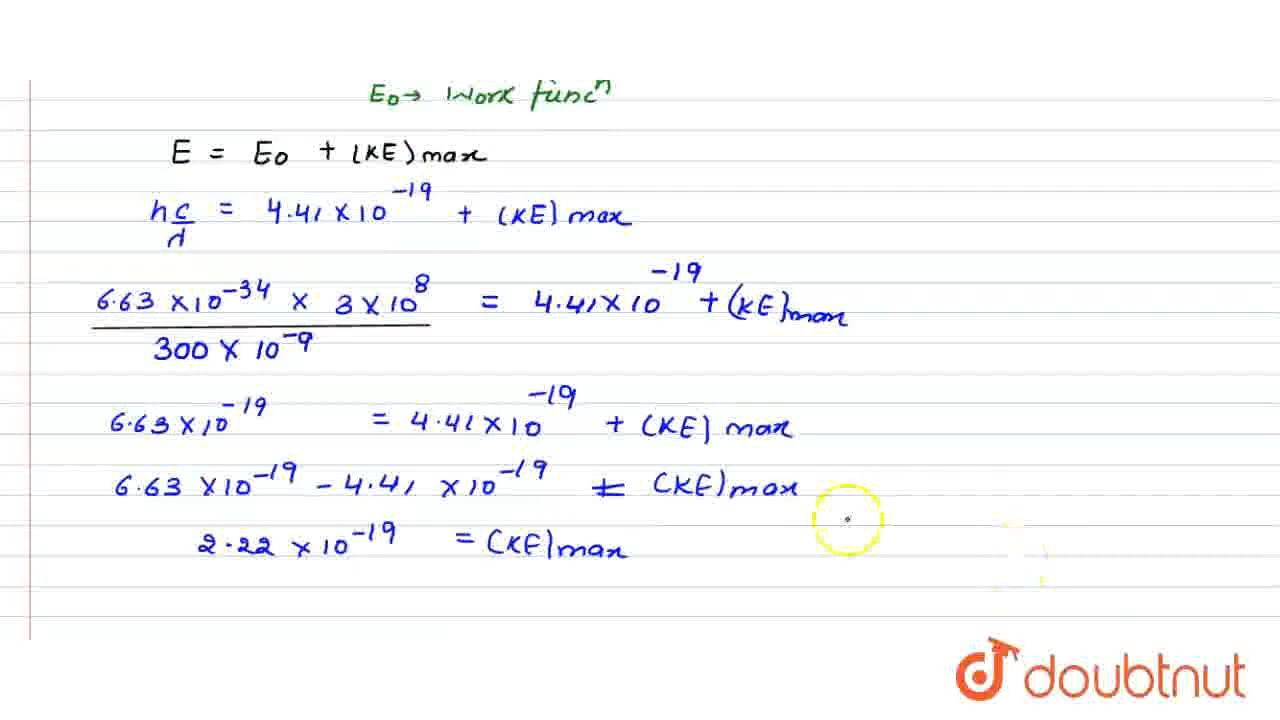 E₀→ Work funcⁿ
E = E₀ + (KE)max
hc/λ = 4.41×10⁻¹⁹ + (KE)max
6.63×10⁻³⁴ × 3×10⁸ / 300×10⁻⁹ = 4.41×10⁻¹⁹ + (KE)max
6.63×10⁻¹⁹ = 4.41×10⁻¹⁹ + (KE)max
6.63×10⁻¹⁹ - 4.41×10⁻¹⁹ = (KE)max
2.22×10⁻¹⁹ = (KE)max
doubtnut